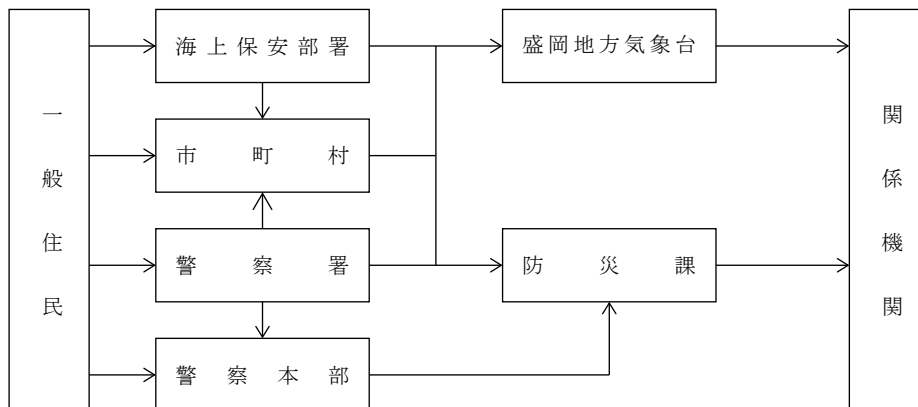 一般住民
海上保安部署
市町村
警察署
警察本部
盛岡地方気象台
防災課
関係機関